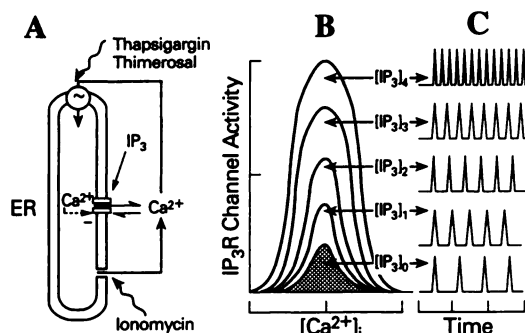 A
Thapsigargin
Thimerosal
IP3
ER
Ca2+
Ca2+
−
Ionomycin
B
IP3R Channel Activity
[Ca2+]i
C
[IP3]4
[IP3]3
[IP3]2
[IP3]1
[IP3]0
Time